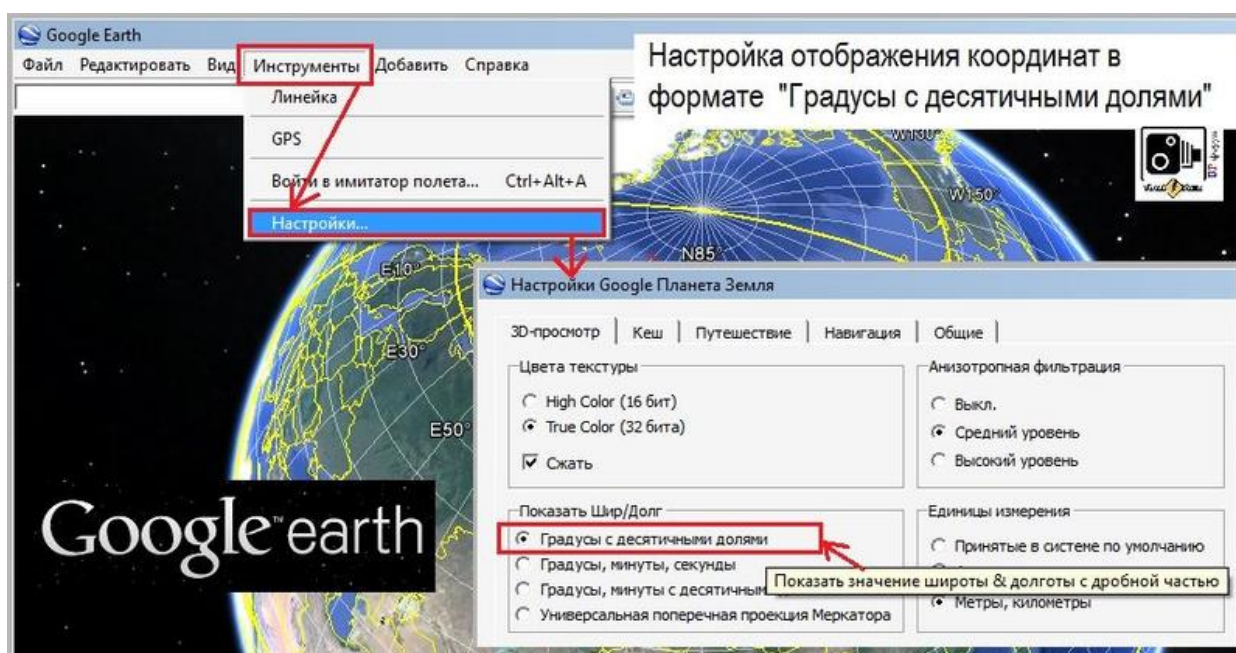 Google Earth
Файл Редактировать Вид Инструменты Добавить Справка
Настройка отображения координат в
формате "Градусы с десятичными долями"
Линейка
GPS
Войти в имитатор полета... Ctrl+Alt+A
Настройки...
W130°
W150°
N85°
E10°
E30°
E50°
Настройки Google Планета Земля
3D-просмотр Кеш Путешествие Навигация Общие
Цвета текстуры
High Color (16 бит)
True Color (32 бита)
Сжать
Анизотропная фильтрация
Выкл.
Средний уровень
Высокий уровень
Показать Шир/Долг
Градусы с десятичными долями
Градусы, минуты, секунды
Градусы, минуты с десятичным
Универсальная поперечная проекция Меркатора
Единицы измерения
Принятые в системе по умолчанию
Метры, километры
Показать значение широты & долготы с дробной частью
Google™ earth